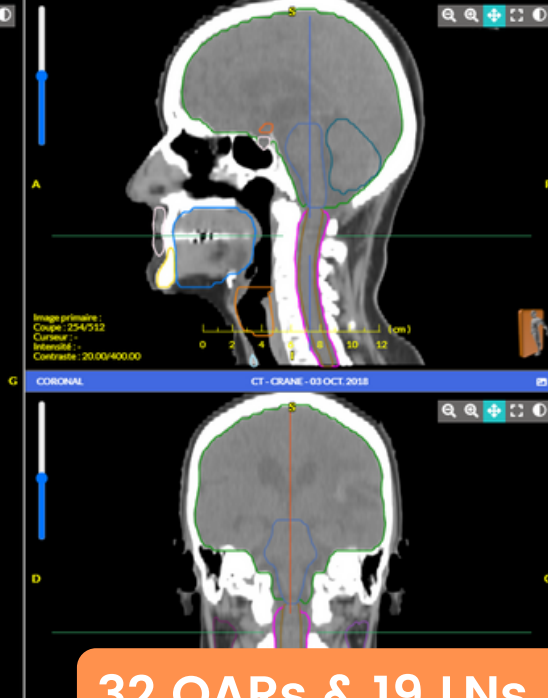 S
A
Image primaire :
Coupe : 254/512
Curseur : -
Intensité : -
Contraste : 20.00/400.00
(cm)
0 2 4 6 8 10 12
I
G
CORONAL CT - CRANE - 03 OCT. 2018
S
D
32 OARs & 19 LNs